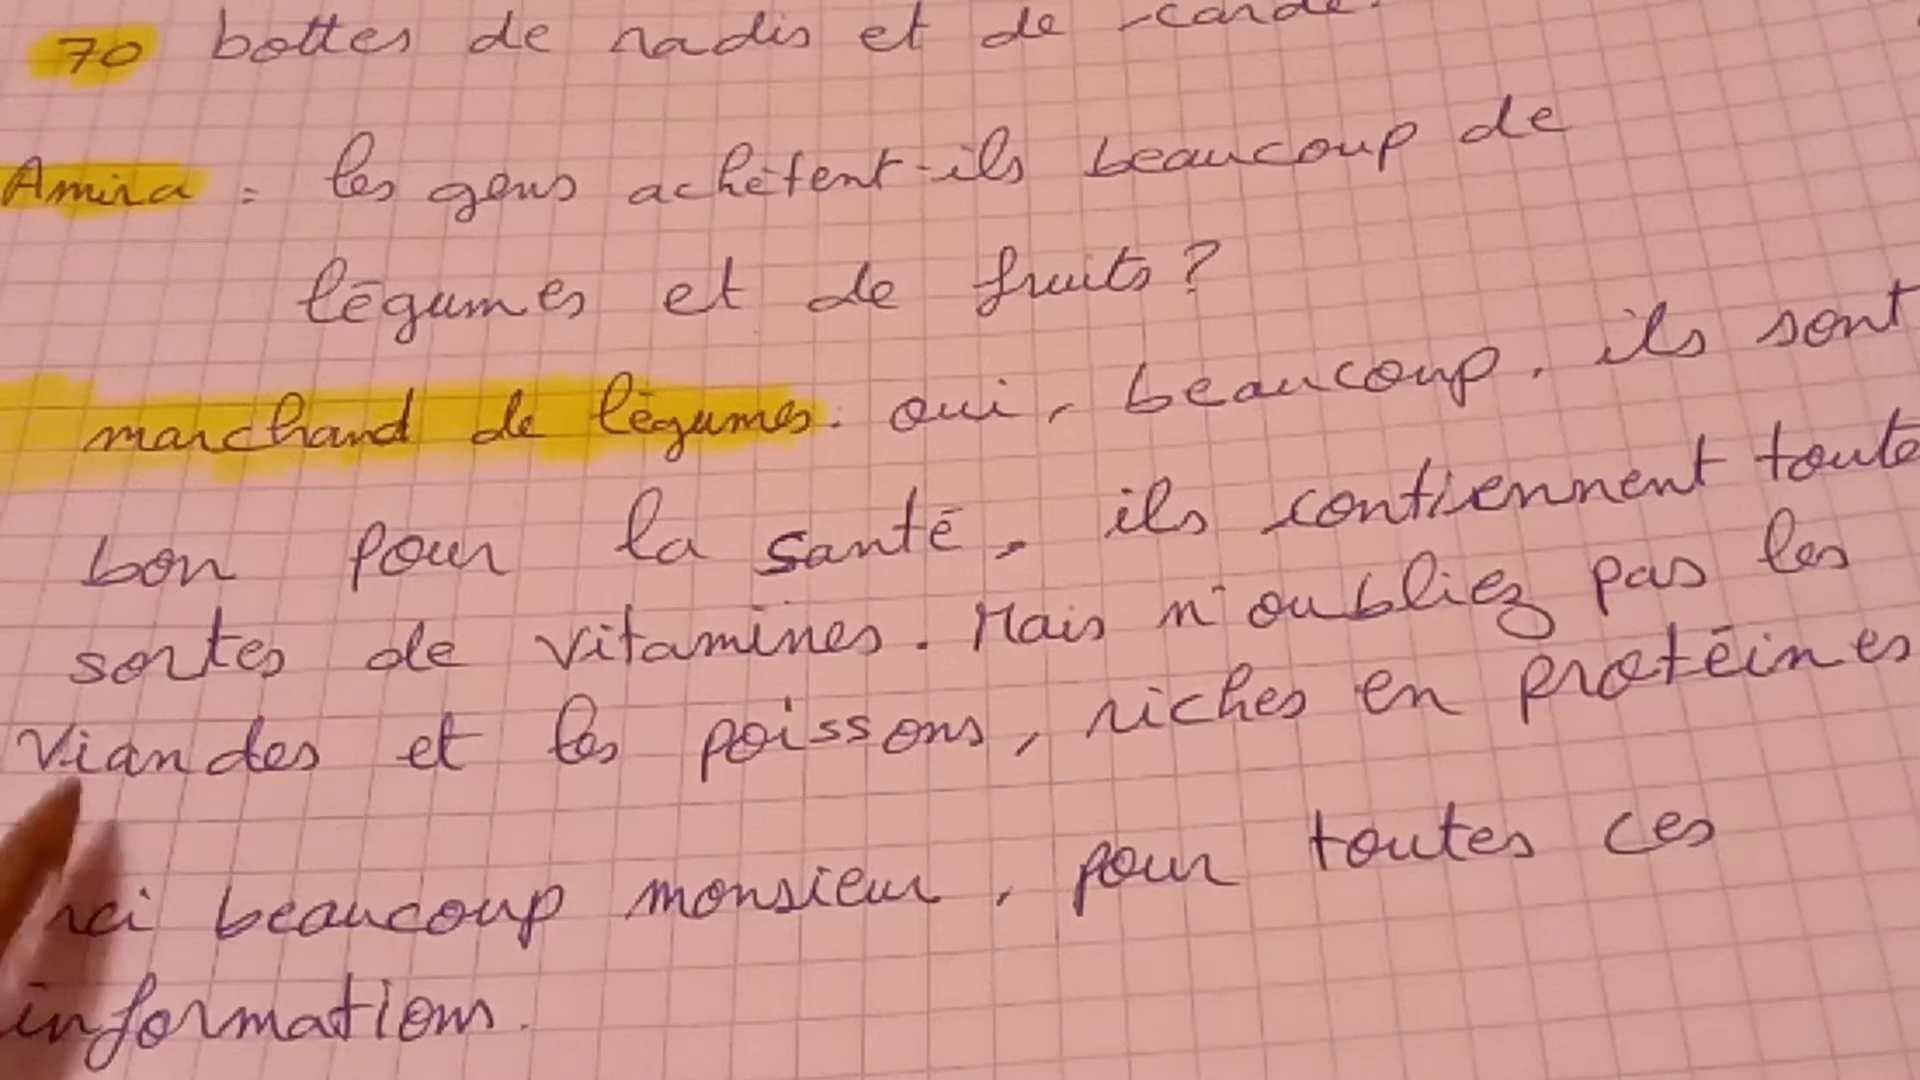 70 bottes de radis et de carde.
Amira : les gens achètent-ils beaucoup de
légumes et de fruits ?
marchand de légumes. oui, beaucoup. ils sont
bon pour la santé, ils contiennent toute
sortes de vitamines. Mais n'oubliez pas les
viandes et les poissons, riches en protéines
rci beaucoup monsieur, pour toutes ces
informations.